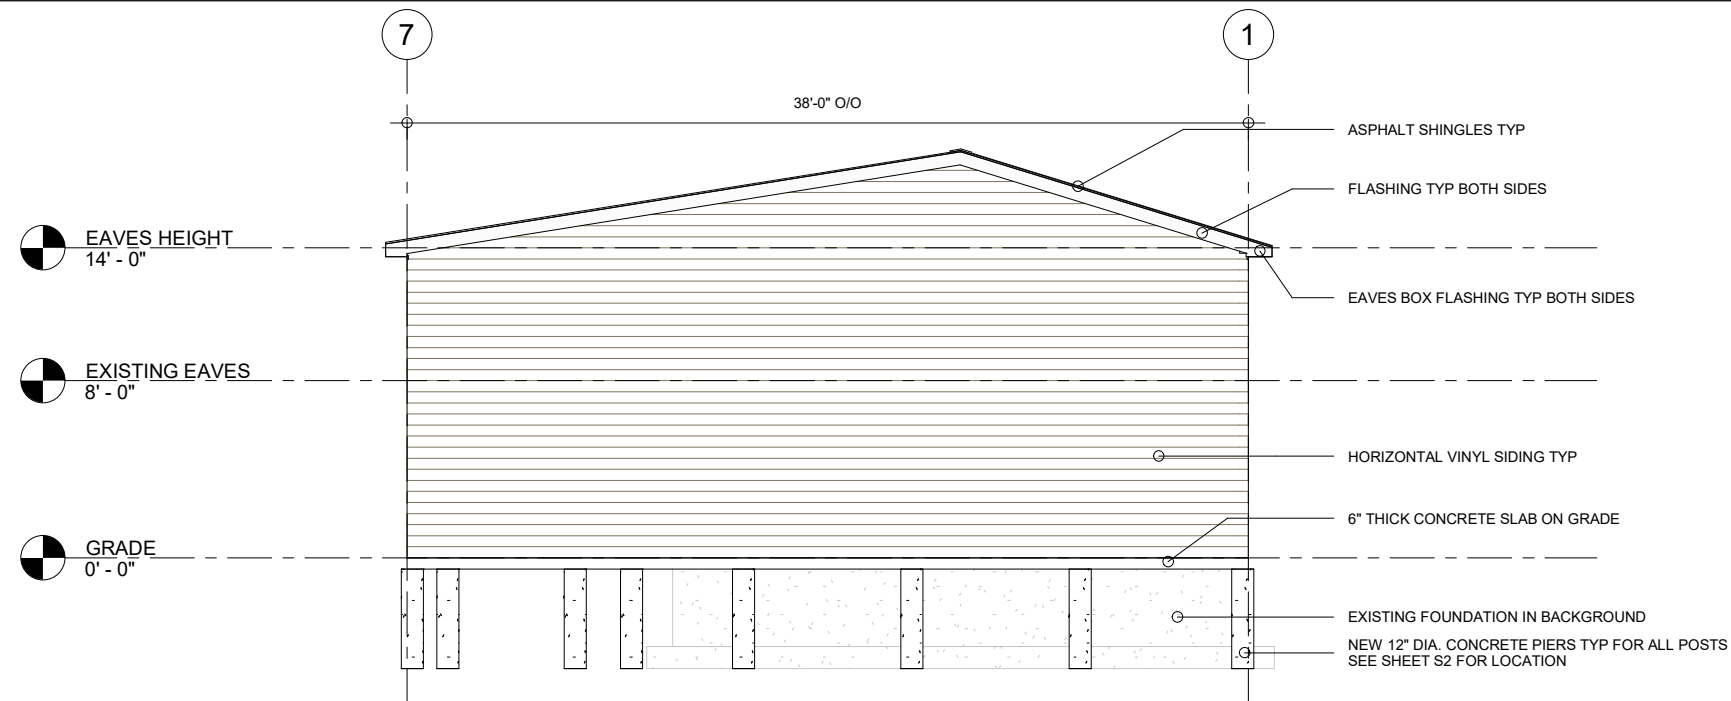 7
1
38'-0" O/O
ASPHALT SHINGLES TYP
FLASHING TYP BOTH SIDES
EAVES HEIGHT
14' - 0"
EAVES BOX FLASHING TYP BOTH SIDES
EXISTING EAVES
8' - 0"
HORIZONTAL VINYL SIDING TYP
6" THICK CONCRETE SLAB ON GRADE
GRADE
0' - 0"
EXISTING FOUNDATION IN BACKGROUND
NEW 12" DIA. CONCRETE PIERS TYP FOR ALL POSTS
SEE SHEET S2 FOR LOCATION